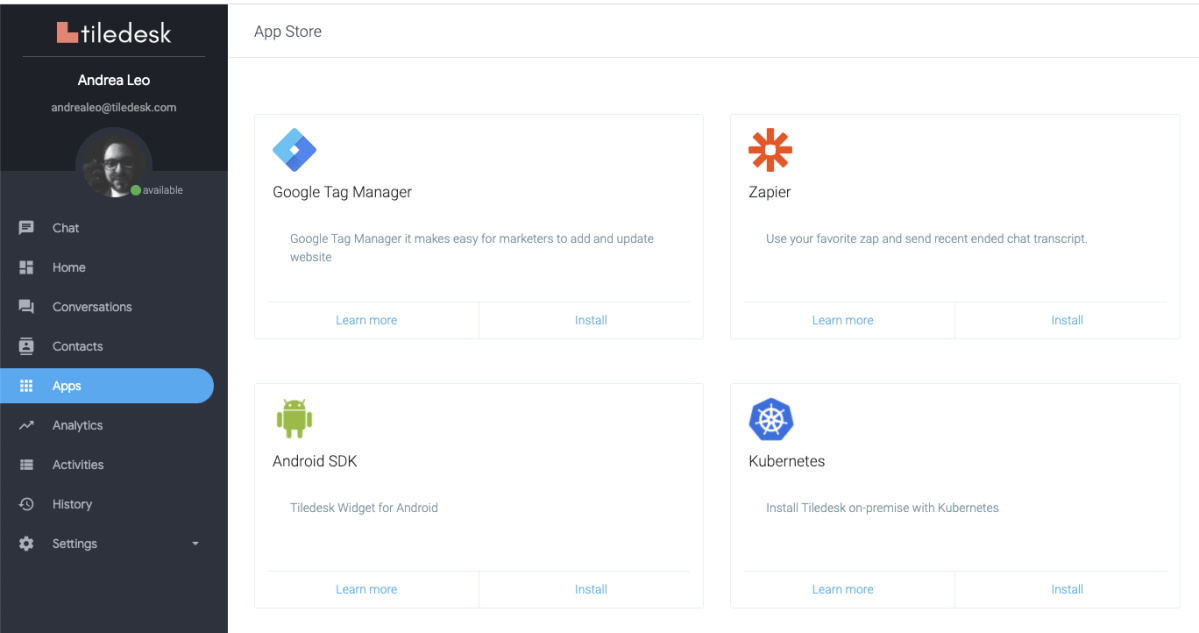 tiledesk
Andrea Leo
andrealeo@tiledesk.com
available
Chat
Home
Conversations
Contacts
Apps
Analytics
Activities
History
Settings
App Store
Google Tag Manager
Google Tag Manager it makes easy for marketers to add and update
website
Learn more
Install
Zapier
Use your favorite zap and send recent ended chat transcript.
Learn more
Install
Android SDK
Tiledesk Widget for Android
Learn more
Install
Kubernetes
Install Tiledesk on-premise with Kubernetes
Learn more
Install